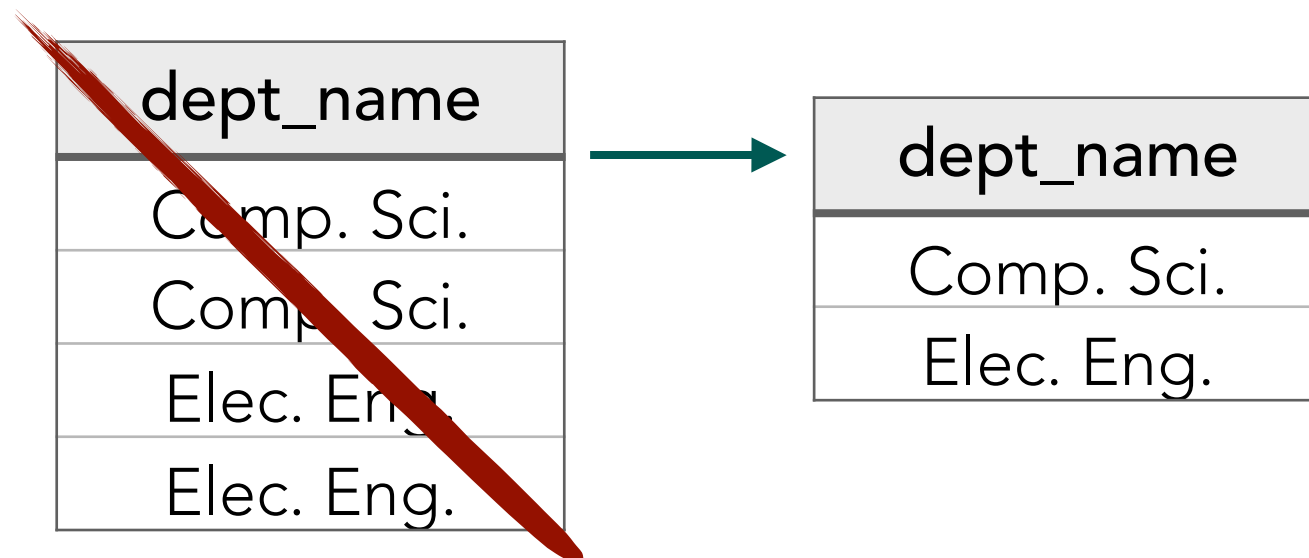 dept_name
Comp. Sci.
Comp. Sci.
Elec. Eng.
Elec. Eng.
dept_name
Comp. Sci.
Elec. Eng.